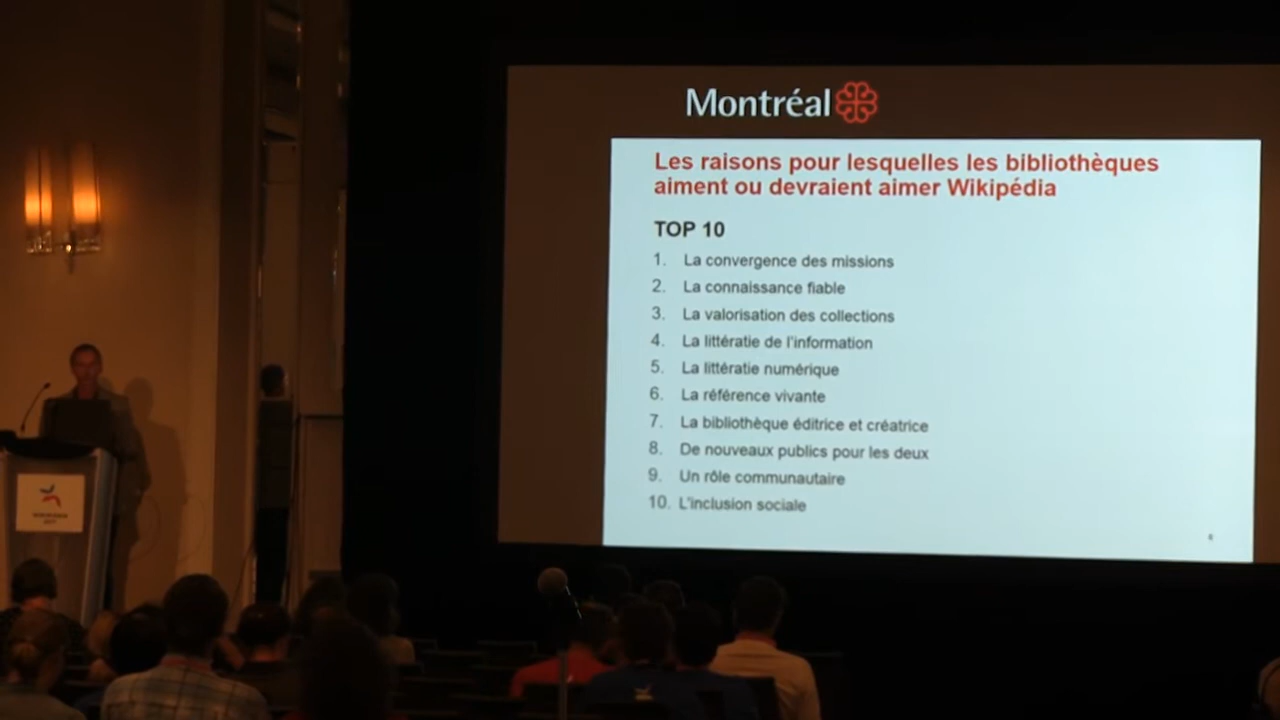 Montréal
Les raisons pour lesquelles les bibliothèques
aiment ou devraient aimer Wikipédia
TOP 10
1. La convergence des missions
2. La connaissance fiable
3. La valorisation des collections
4. La littératie de l'information
5. La littératie numérique
6. La référence vivante
7. La bibliothèque éditrice et créatrice
8. De nouveaux publics pour les deux
9. Un rôle communautaire
10. L'inclusion sociale